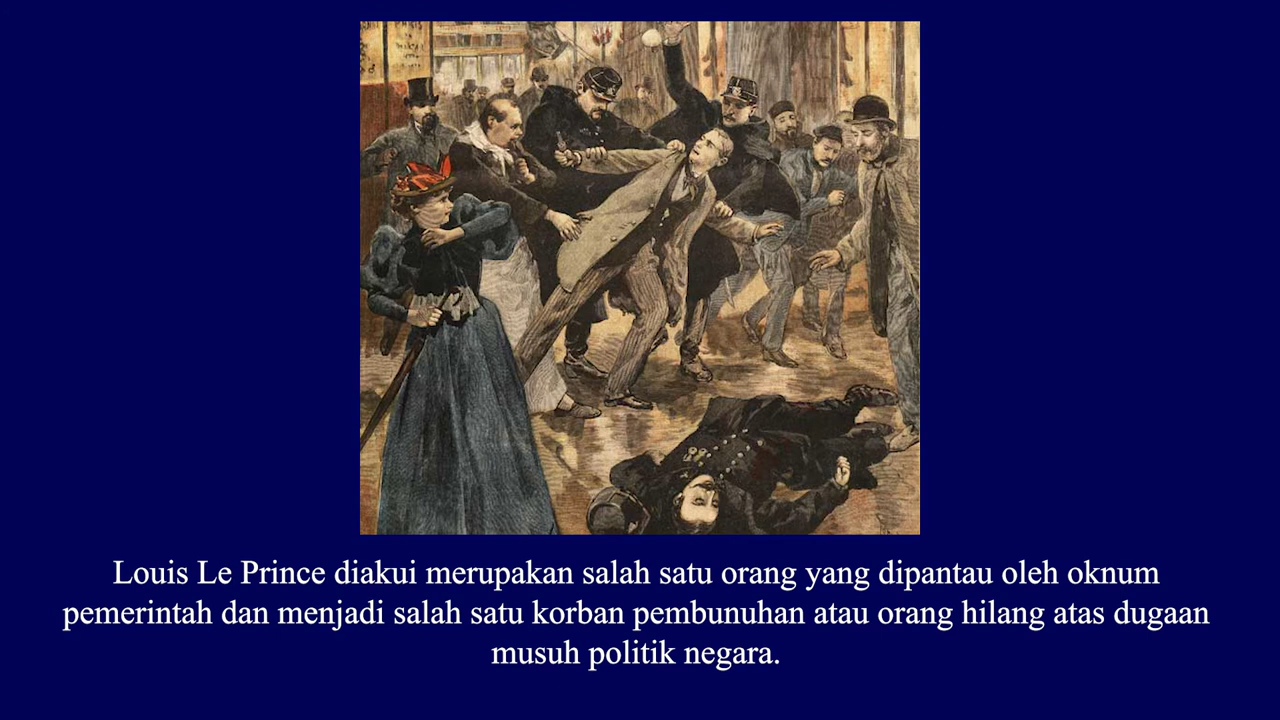 Louis Le Prince diakui merupakan salah satu orang yang dipantau oleh oknum
pemerintah dan menjadi salah satu korban pembunuhan atau orang hilang atas dugaan
musuh politik negara.